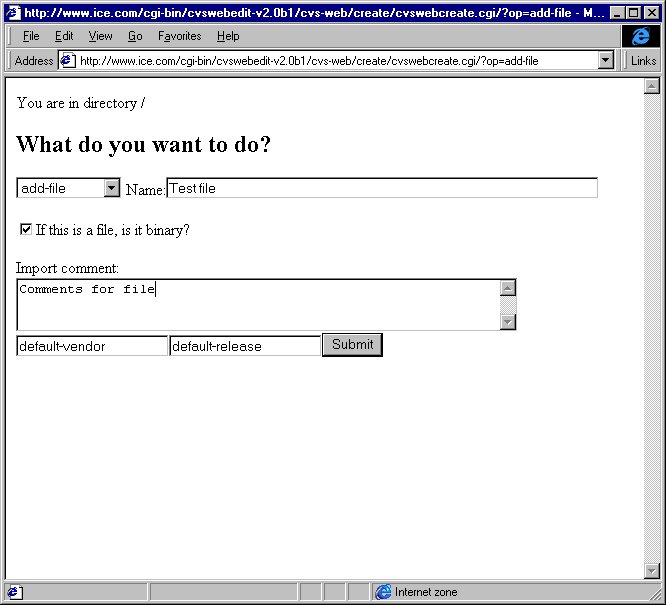 http://www.ice.com/cgi-bin/cvswebedit-v2.0b1/cvs-web/create/cvswebcreate.cgi/?op=add-file - M...
File Edit View Go Favorites Help
Address http://www.ice.com/cgi-bin/cvswebedit-v2.0b1/cvs-web/create/cvswebcreate.cgi/?op=add-file Links
You are in directory /
What do you want to do?
add-file Name: Test file
If this is a file, is it binary?
Import comment:
Comments for file
default-vendor default-release Submit
Internet zone